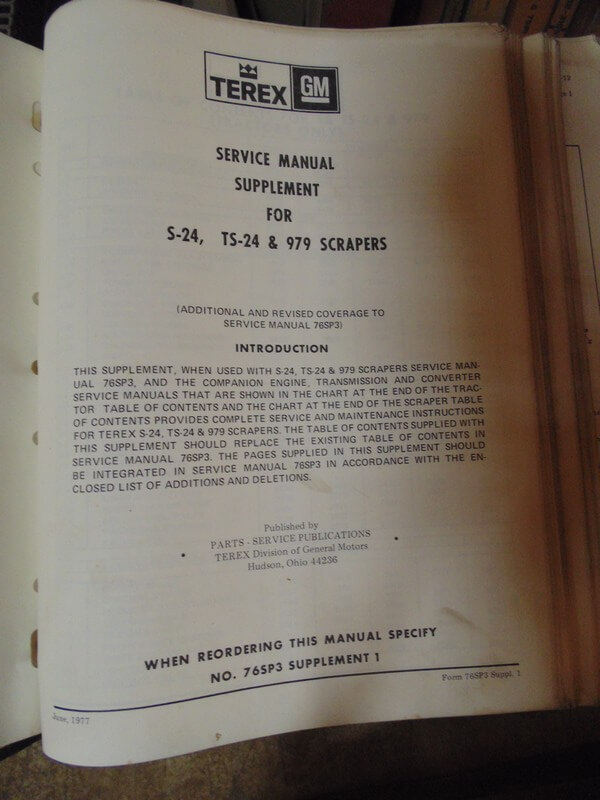 TEREX GM
SERVICE MANUAL
SUPPLEMENT
FOR
S-24, TS-24 & 979 SCRAPERS
(ADDITIONAL AND REVISED COVERAGE TO
SERVICE MANUAL 76SP3)
INTRODUCTION
THIS SUPPLEMENT, WHEN USED WITH S-24, TS-24 & 979 SCRAPERS SERVICE MAN-
UAL 76SP3, AND THE COMPANION ENGINE, TRANSMISSION AND CONVERTER
SERVICE MANUALS THAT ARE SHOWN IN THE CHART AT THE END OF THE TRAC-
TOR TABLE OF CONTENTS AND THE CHART AT THE END OF THE SCRAPER TABLE
OF CONTENTS PROVIDES COMPLETE SERVICE AND MAINTENANCE INSTRUCTIONS
FOR TEREX S-24, TS-24 & 979 SCRAPERS. THE TABLE OF CONTENTS SUPPLIED WITH
THIS SUPPLEMENT SHOULD REPLACE THE EXISTING TABLE OF CONTENTS IN
SERVICE MANUAL 76SP3. THE PAGES SUPPLIED IN THIS SUPPLEMENT SHOULD
BE INTEGRATED IN SERVICE MANUAL 76SP3 IN ACCORDANCE WITH THE EN-
CLOSED LIST OF ADDITIONS AND DELETIONS.
Published by
PARTS - SERVICE PUBLICATIONS
TEREX Division of General Motors
Hudson, Ohio 44236
WHEN REORDERING THIS MANUAL SPECIFY
NO. 76SP3 SUPPLEMENT 1
June, 1977
Form 76SP3 Suppl. 1